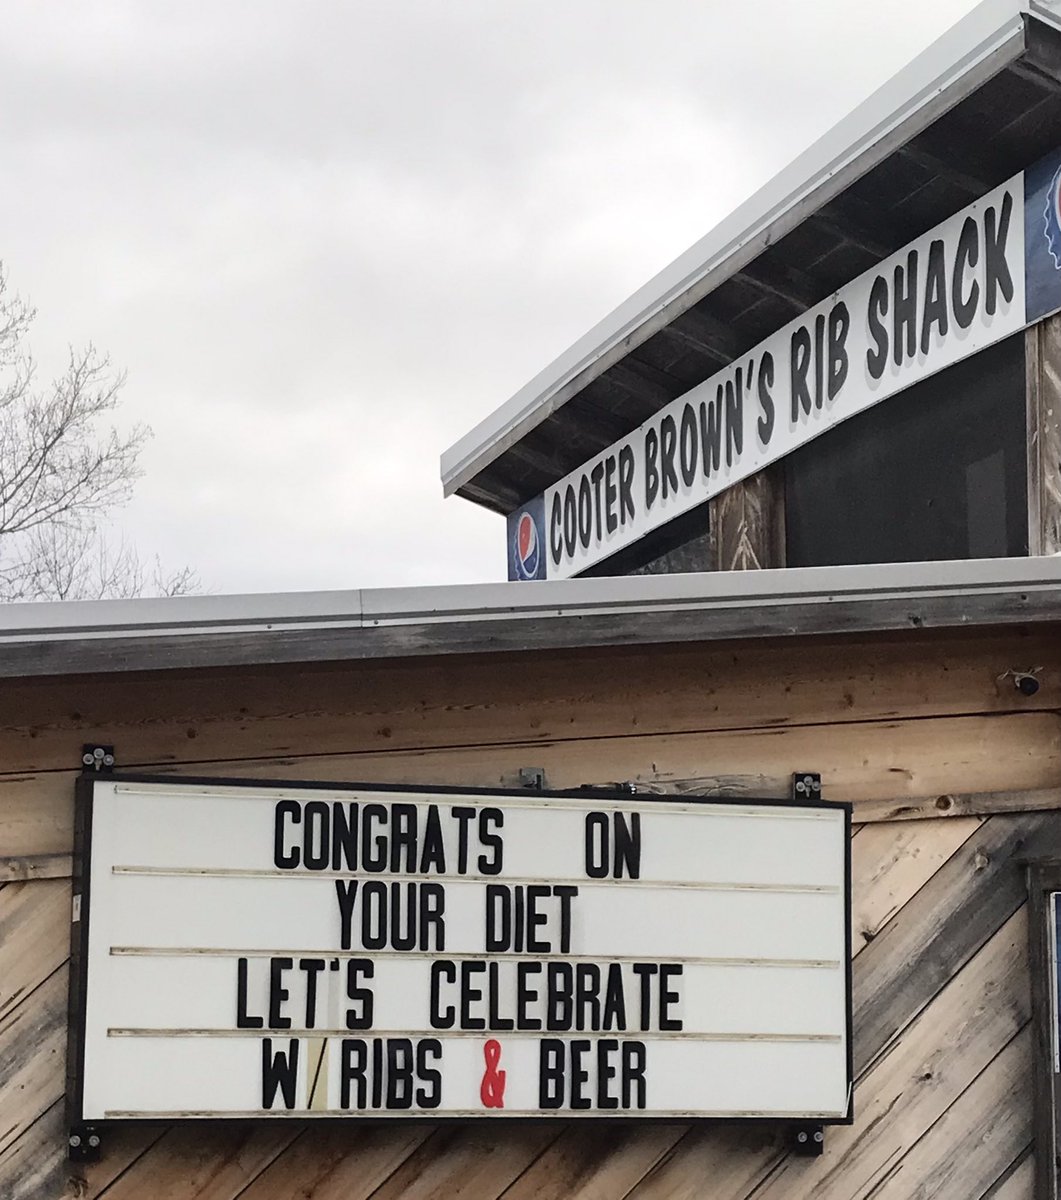 COOTER BROWN'S RIB SHACK
CONGRATS ON
YOUR DIET
LET'S CELEBRATE
W/RIBS & BEER